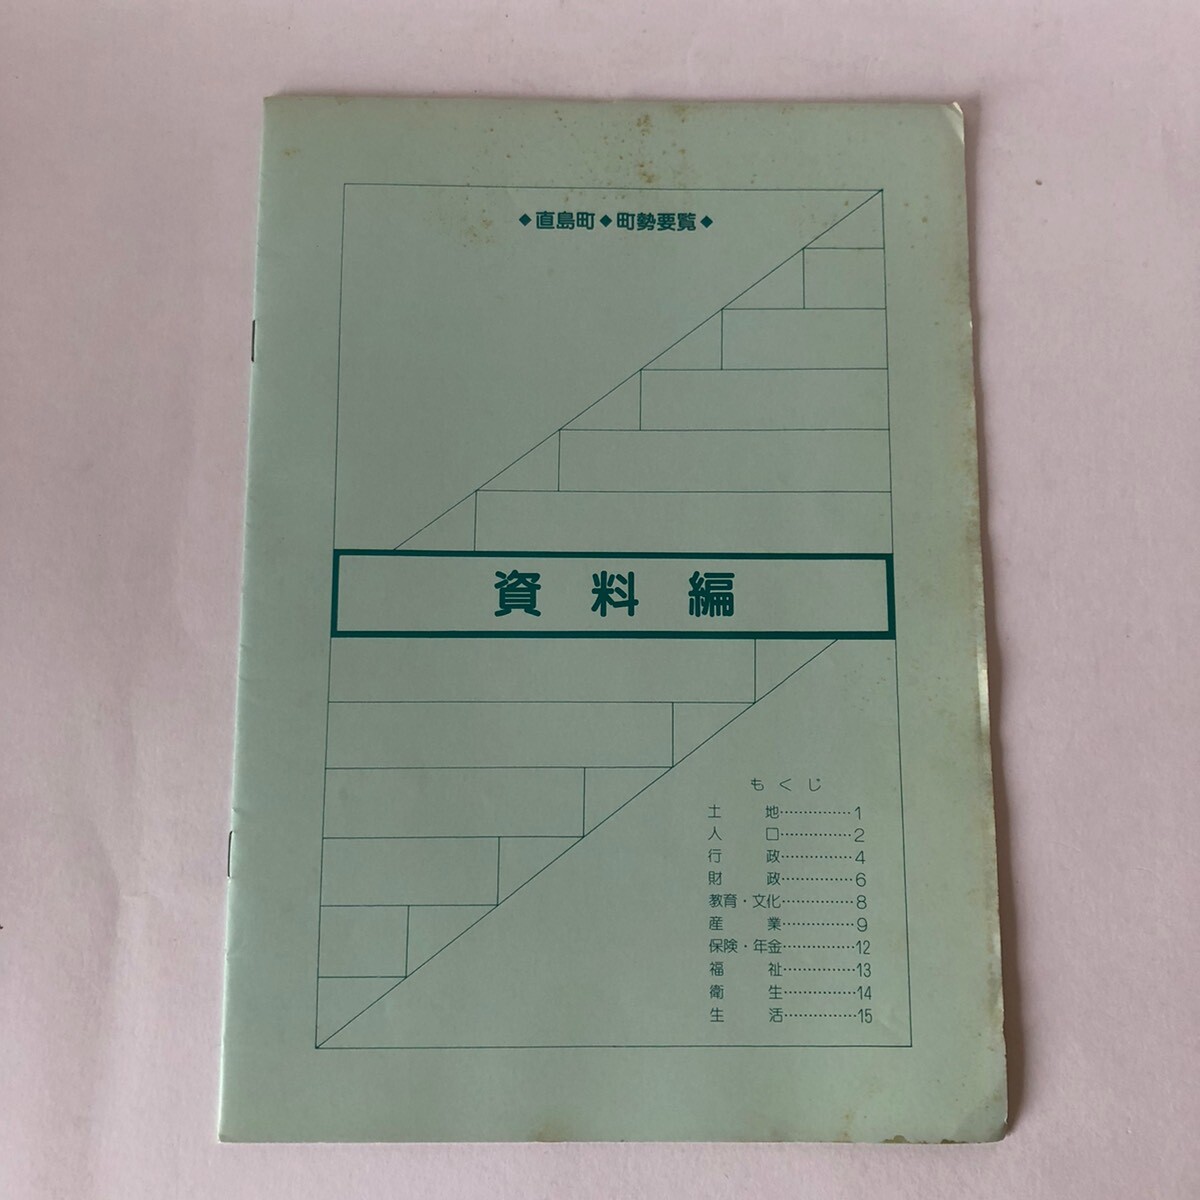 ◆直島町◆町勢要覧◆
資料編
もくじ
土地……………1
人口……………2
行政……………4
財政……………6
教育・文化……………8
産業……………9
保険・年金……………12
福祉……………13
衛生……………14
生活……………15